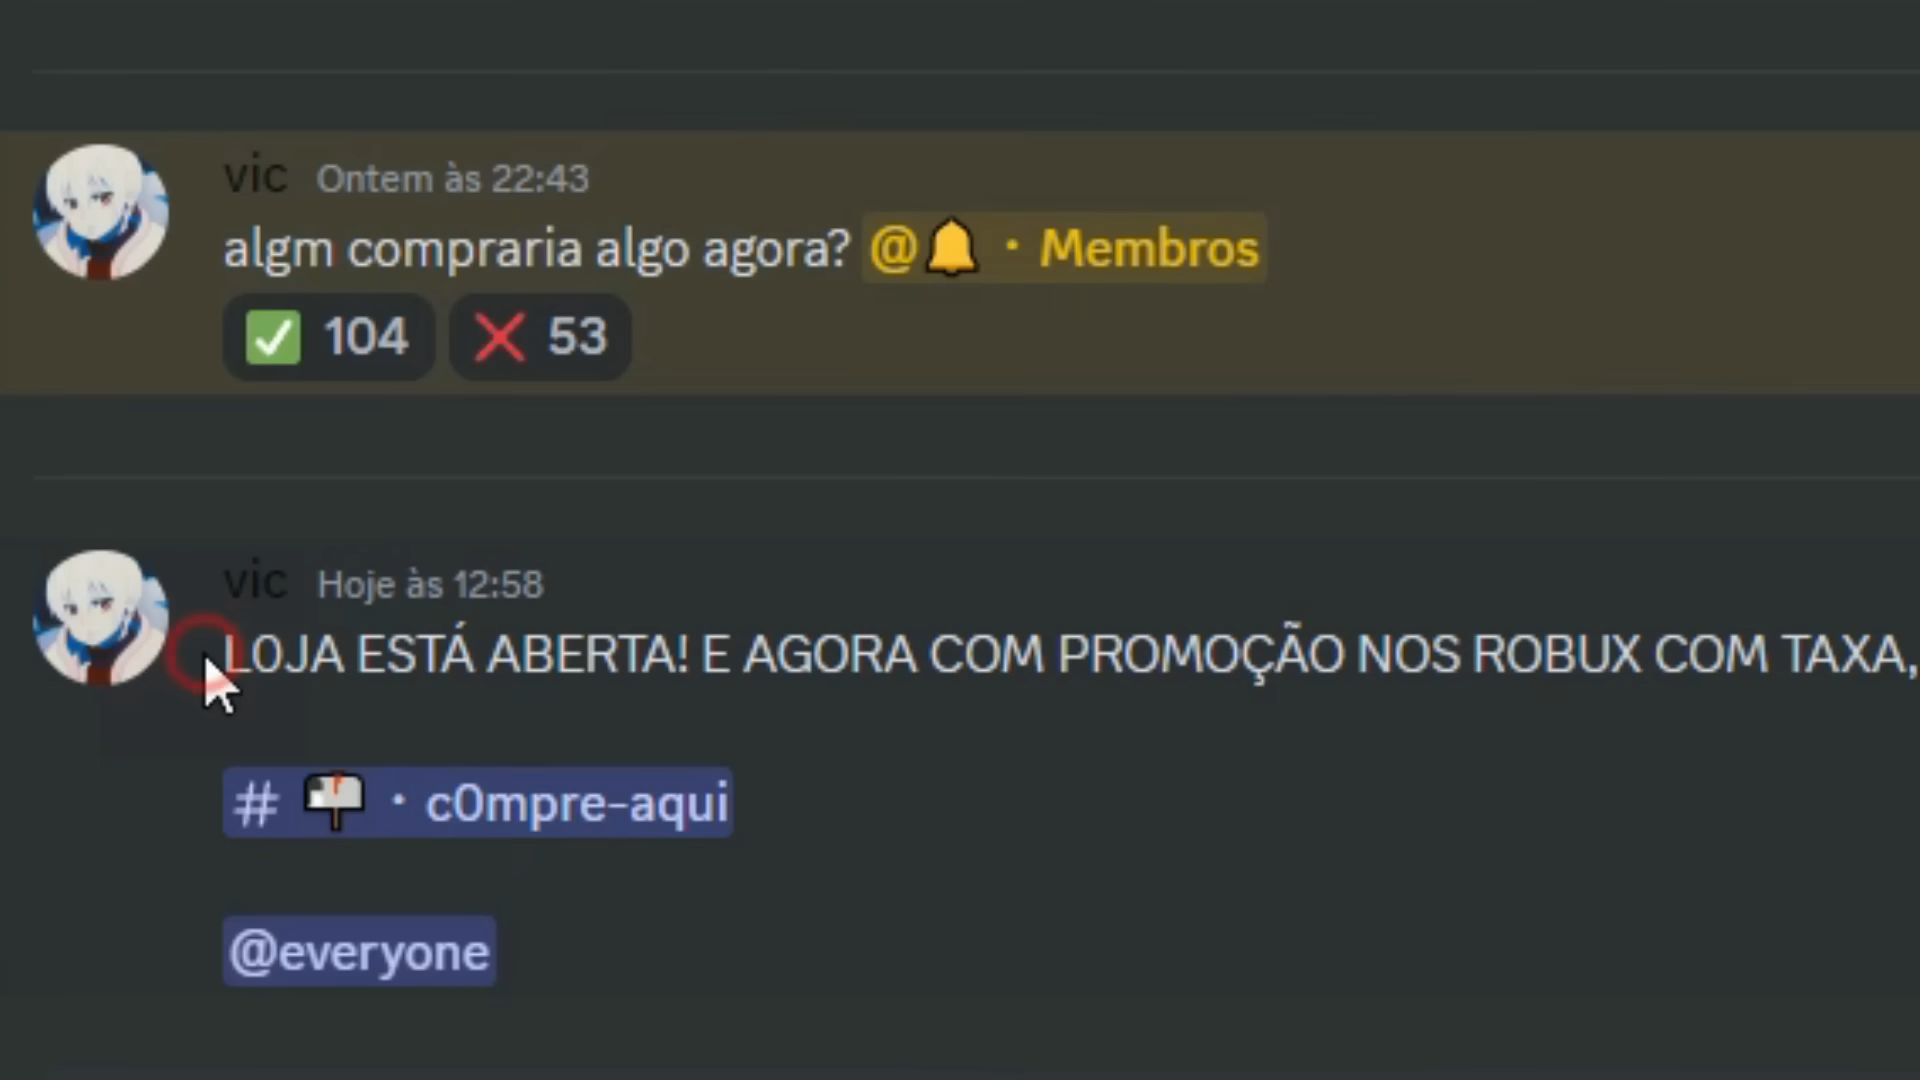 vic Ontem às 22:43
algm compraria algo agora? @🔔 · Membros
✅ 104 ❌ 53
vic Hoje às 12:58
L0JA ESTÁ ABERTA! E AGORA COM PROMOÇÃO NOS ROBUX COM TAXA,
# 📬 · c0mpre-aqui
@everyone